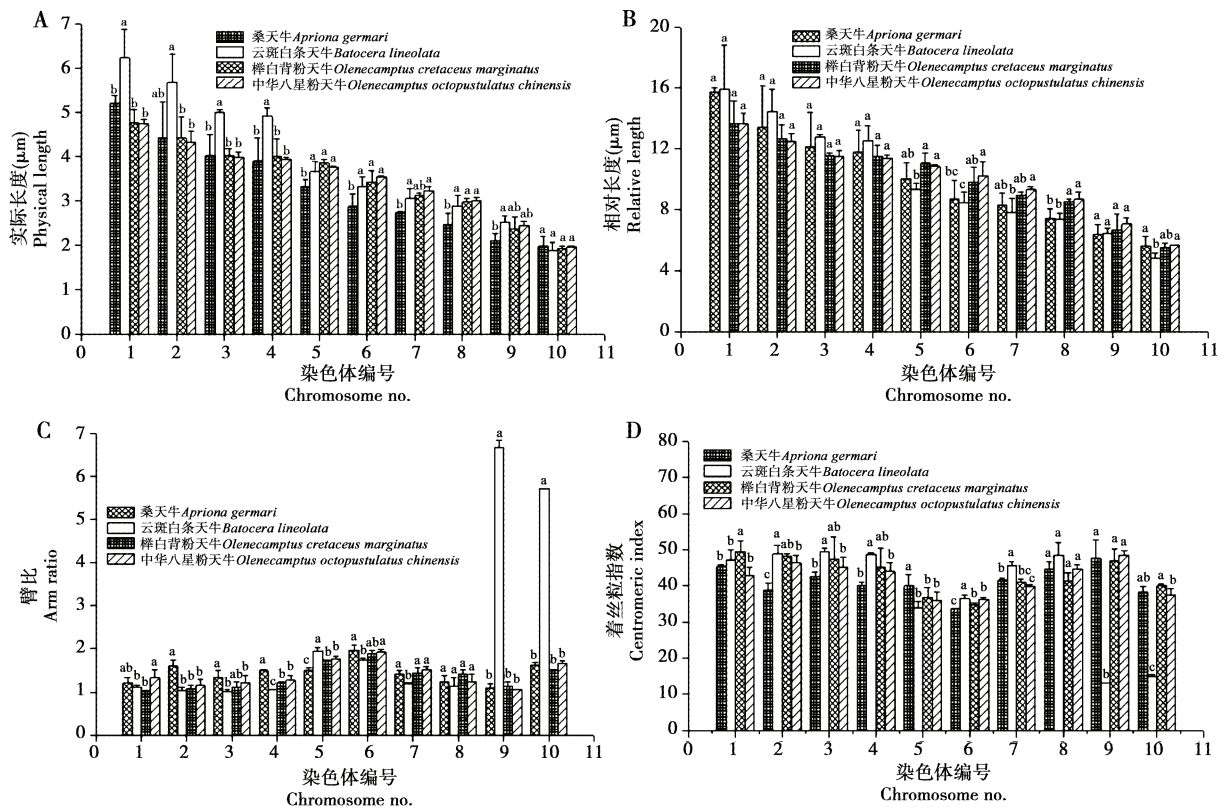 A
桑天牛Apriona germari
云斑白条天牛Batocera lineolata
榉白背粉天牛Olenecamptus cretaceus marginatus
中华八星粉天牛Olenecamptus octopustulatus chinensis
实际长度(μm)
Physical length
7
6
5
4
3
2
1
0
a
b b b
a
b b b
a
b b b
a
b b b
b a a a
b a a a
b a ab a
b a a a
b a ab ab
a a a a
0 1 2 3 4 5 6 7 8 9 10 11
染色体编号
Chromosome no.
B
桑天牛Apriona germari
云斑白条天牛Batocera lineolata
榉白背粉天牛Olenecamptus cretaceus marginatus
中华八星粉天牛Olenecamptus octopustulatus chinensis
相对长度(μm)
Relative length
20
16
12
8
4
0
a a a a
a a a a
a a a a
a a a a
ab b a a
bc c ab a
ab b ab a
b b a a
a a a a
a b ab a
0 1 2 3 4 5 6 7 8 9 10 11
染色体编号
Chromosome no.
C
桑天牛Apriona germari
云斑白条天牛Batocera lineolata
榉白背粉天牛Olenecamptus cretaceus marginatus
中华八星粉天牛Olenecamptus octopustulatus chinensis
臂比
Arm ratio
7
6
5
4
3
2
1
0
ab b b a
a b b b
a b ab a
a c b b
c a b b
a b ab a
a b a a
a a a a
b a b b
b a b b
0 1 2 3 4 5 6 7 8 9 10 11
染色体编号
Chromosome no.
D
桑天牛Apriona germari
云斑白条天牛Batocera lineolata
榉白背粉天牛Olenecamptus cretaceus marginatus
中华八星粉天牛Olenecamptus octopustulatus chinensis
着丝粒指数
Centromeric index
80
70
60
50
40
30
20
10
0
b b a b
c a ab b
b a ab b
b a a b
a b b b
c a b a
b a b b
a a a a
a b a a
ab c a b
0 1 2 3 4 5 6 7 8 9 10 11
染色体编号
Chromosome no.